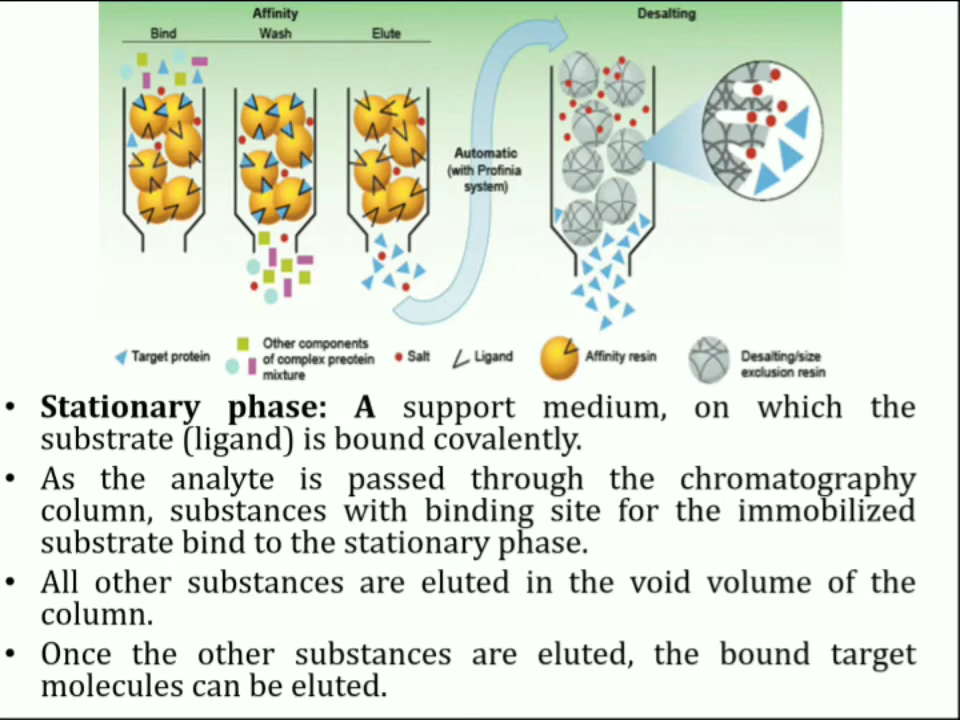 Affinity
Desalting
Bind
Wash
Elute
Automatic
(with Profinia
system)
Target protein
Other components
of complex preotein
mixture
Salt
Ligand
Affinity resin
Desalting/size
exclusion resin
• Stationary phase: A support medium, on which the
substrate (ligand) is bound covalently.
• As the analyte is passed through the chromatography
column, substances with binding site for the immobilized
substrate bind to the stationary phase.
• All other substances are eluted in the void volume of the
column.
• Once the other substances are eluted, the bound target
molecules can be eluted.